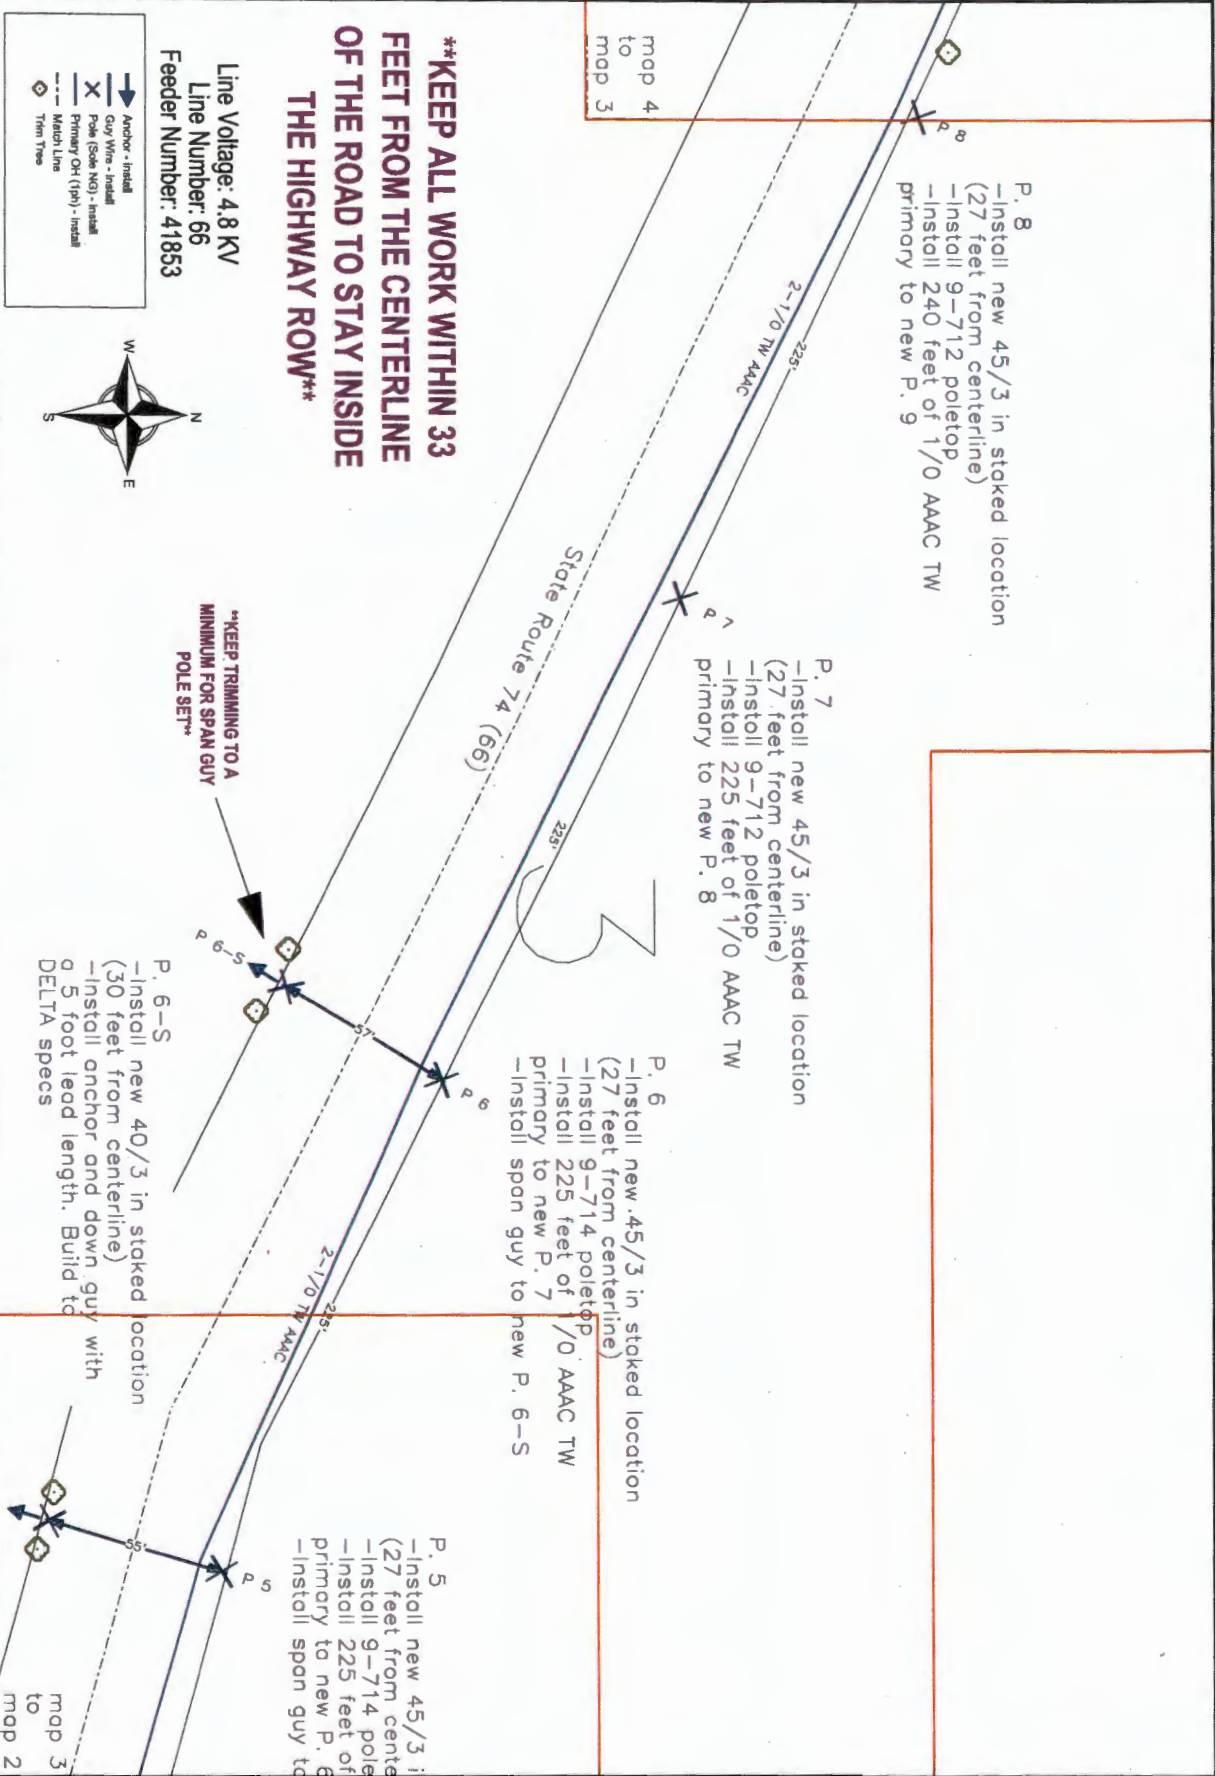 map 4
to
map 3
P 8
P. 8
-Install new 45/3 in staked location
(27 feet from centerline)
-Install 9-712 poletop
-Install 240 feet of 1/0 AAAC TW
primary to new P. 9
225'
2-1/0 TW AAAC
P 7
P. 7
-Install new 45/3 in staked location
(27 feet from centerline)
-Install 9-712 poletop
-Install 225 feet of 1/0 AAAC TW
primary to new P. 8
State Route 74 (66)
225'
3
P 6
P. 6
-Install new 45/3 in staked location
(27 feet from centerline)
-Install 9-714 poletop
-Install 225 feet of 1/0 AAAC TW
primary to new P. 7
-Install span guy to new P. 6-S
57'
P 6-S
P. 6-S
-Install new 40/3 in staked location
(30 feet from centerline)
-Install anchor and down guy with
a 5 foot lead length. Build to
DELTA specs
225'
2-1/0 TW AAAC
P 5
P. 5
-Install new 45/3 i
(27 feet from cente
-Install 9-714 pole
-Install 225 feet of
primary to new P. 6
-Install span guy to
55'
map 3
to
map 2
**KEEP ALL WORK WITHIN 33
FEET FROM THE CENTERLINE
OF THE ROAD TO STAY INSIDE
THE HIGHWAY ROW**
**KEEP TRIMMING TO A
MINIMUM FOR SPAN GUY
POLE SET**
Line Voltage: 4.8 KV
Line Number: 66
Feeder Number: 41853
N
W
E
S
Anchor - Install
Guy Wire - Install
Pole (Sole NG) - Install
Primary OH (1ph) - Install
Match Line
Trim Tree